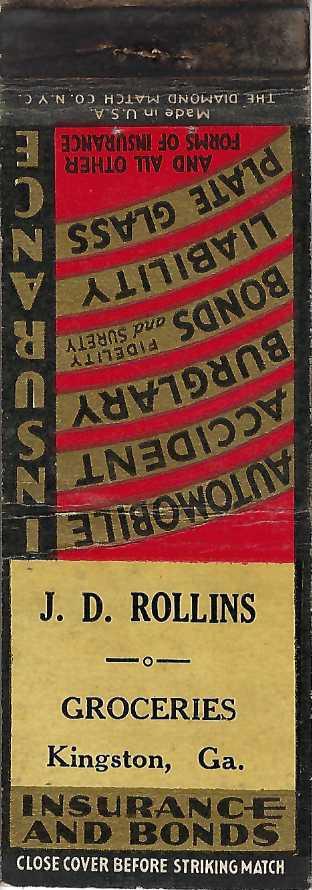 Made in U.S.A.
THE DIAMOND MATCH CO. N.Y.C.
INSURANCE
AUTOMOBILE
ACCIDENT
BURGLARY
FIDELITY
and SURETY
BONDS
LIABILITY
PLATE GLASS
AND ALL OTHER
FORMS OF INSURANCE
J. D. ROLLINS
GROCERIES
Kingston, Ga.
INSURANCE
AND BONDS
CLOSE COVER BEFORE STRIKING MATCH